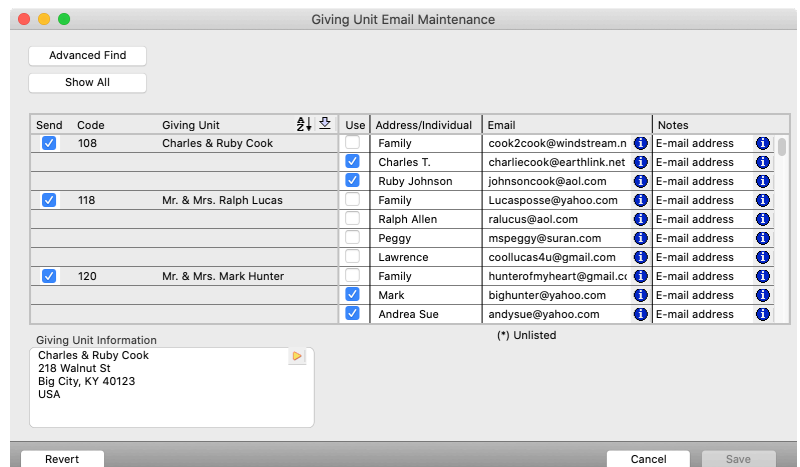 Giving Unit Email Maintenance
Advanced Find
Show All
Send Code Giving Unit Use Address/Individual Email Notes
108 Charles & Ruby Cook Family cook2cook@windstream.n E-mail address
Charles T. charliecook@earthlink.net E-mail address
Ruby Johnson johnsoncook@aol.com E-mail address
118 Mr. & Mrs. Ralph Lucas Family Lucasposse@yahoo.com E-mail address
Ralph Allen ralucus@aol.com E-mail address
Peggy mspeggy@suran.com E-mail address
Lawrence coollucas4u@gmail.com E-mail address
120 Mr. & Mrs. Mark Hunter Family hunterofmyheart@gmail.cc E-mail address
Mark bighunter@yahoo.com E-mail address
Andrea Sue andysue@yahoo.com E-mail address
(*) Unlisted
Giving Unit Information
Charles & Ruby Cook
218 Walnut St
Big City, KY 40123
USA
Revert Cancel Save